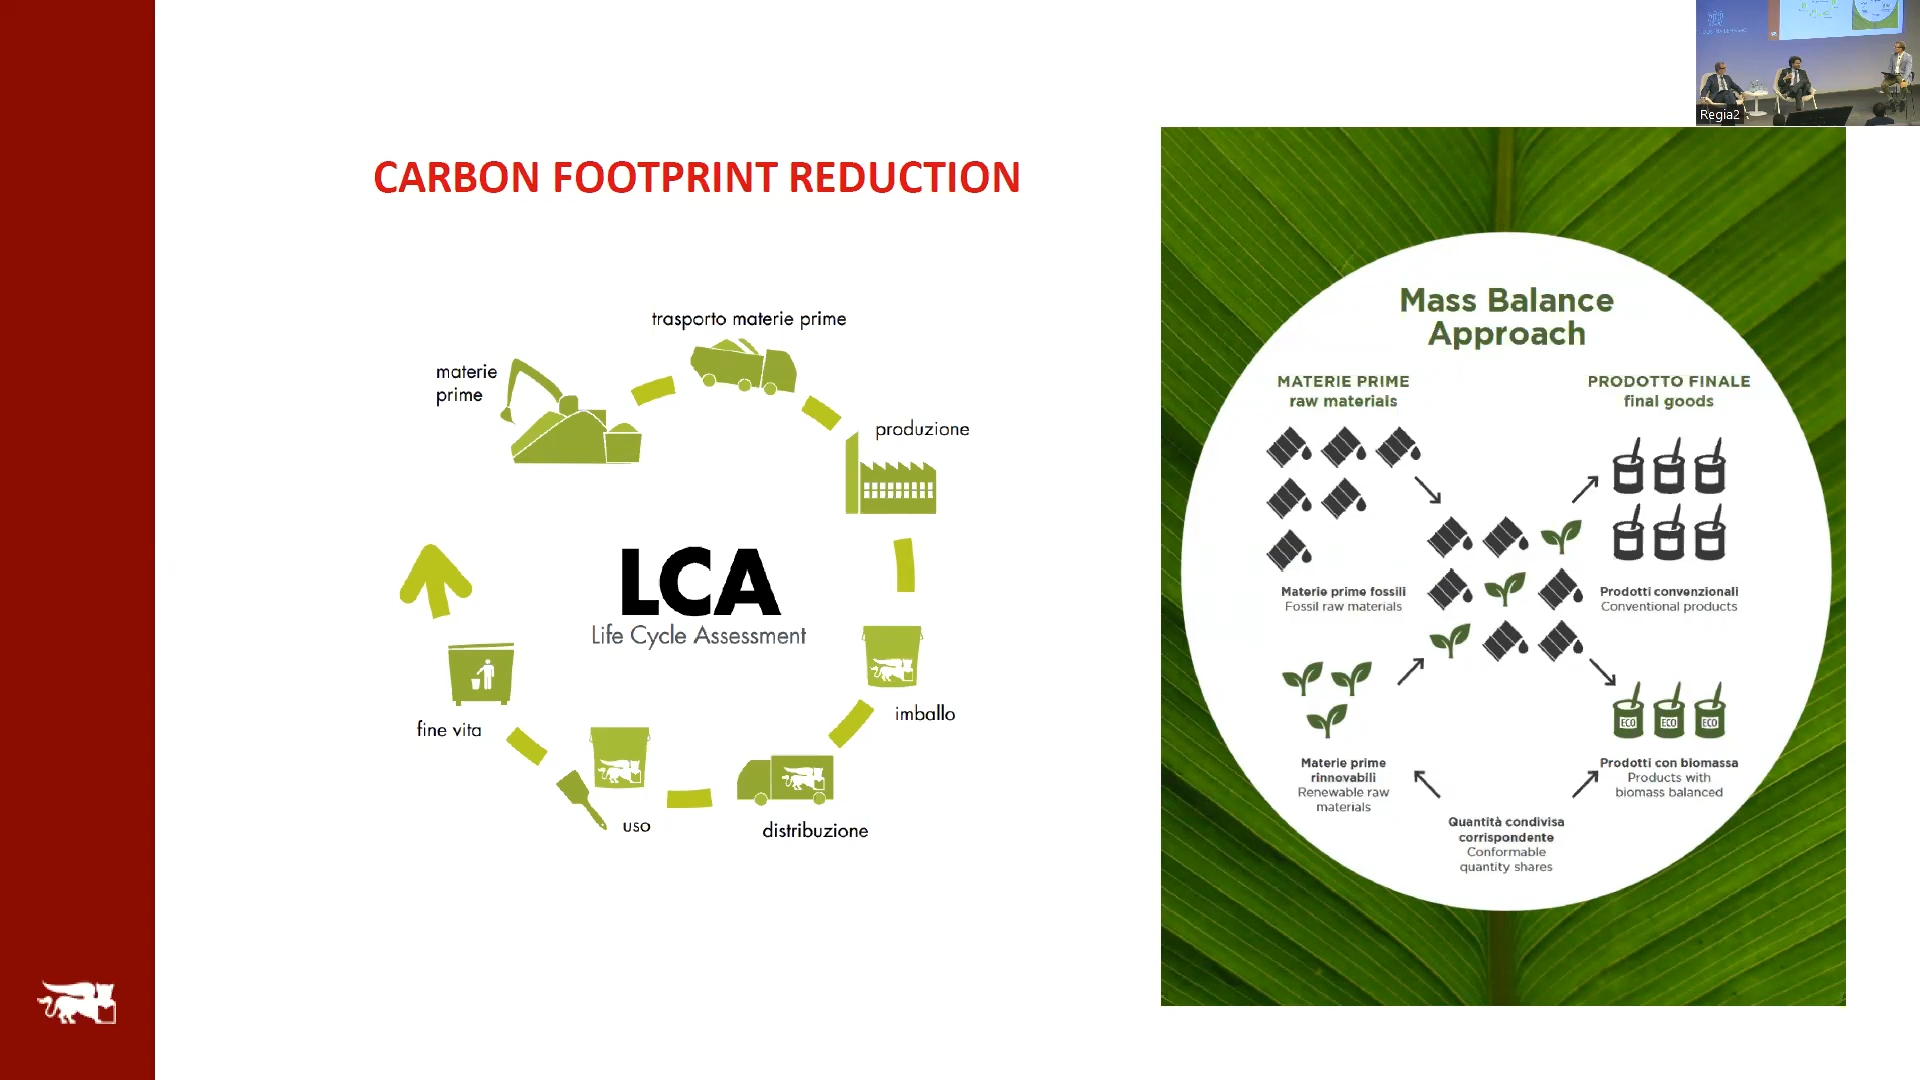 Regia2
CARBON FOOTPRINT REDUCTION
trasporto materie prime
materie
prime
produzione
LCA
Life Cycle Assessment
imballo
fine vita
uso
distribuzione
Mass Balance
Approach
MATERIE PRIME
raw materials
PRODOTTO FINALE
final goods
Materie prime fossili
Fossil raw materials
Prodotti convenzionali
Conventional products
ECO
ECO
ECO
Materie prime
rinnovabili
Renewable raw
materials
Prodotti con biomassa
Products with
biomass balanced
Quantità condivisa
corrispondente
Conformable
quantity shares